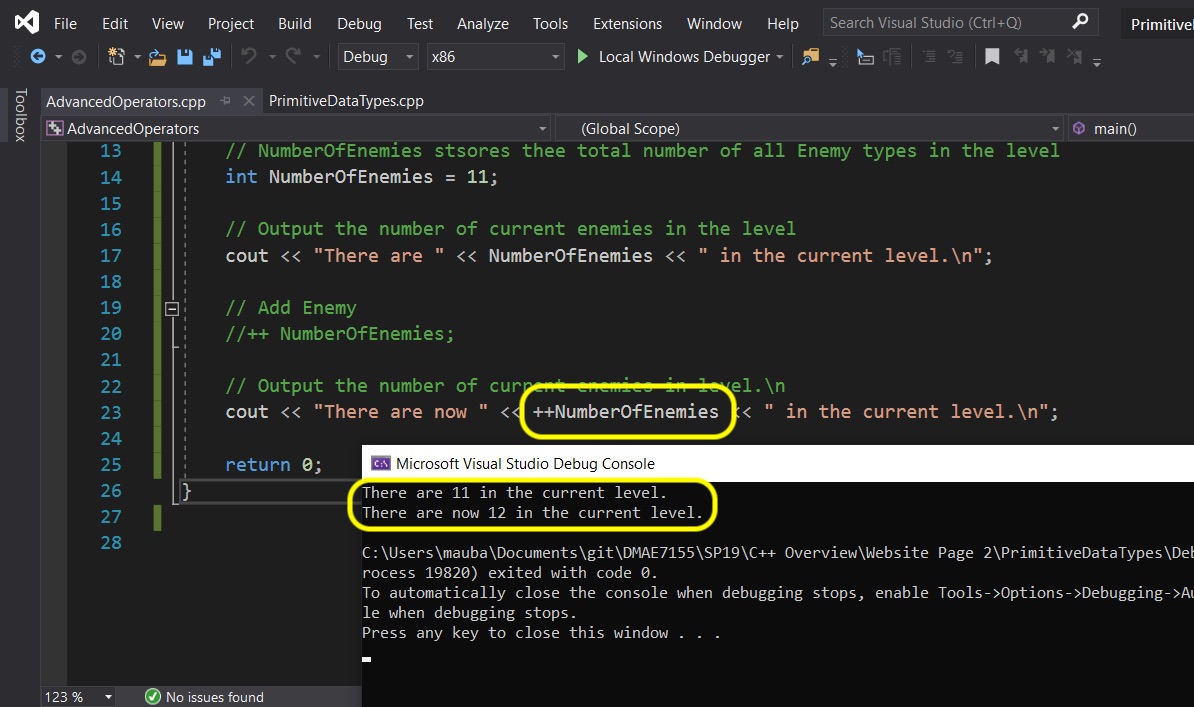 File Edit View Project Build Debug Test Analyze Tools Extensions Window Help Search Visual Studio (Ctrl+Q) Primitive
Debug x86 Local Windows Debugger
Toolbox
AdvancedOperators.cpp PrimitiveDataTypes.cpp
AdvancedOperators (Global Scope) main()
13 // NumberOfEnemies stsores thee total number of all Enemy types in the level
14 int NumberOfEnemies = 11;
15
16 // Output the number of current enemies in the level
17 cout << "There are " << NumberOfEnemies << " in the current level.\n";
18
19 // Add Enemy
20 //++ NumberOfEnemies;
21
22 // Output the number of current enemies in level.\n
23 cout << "There are now " << ++NumberOfEnemies << " in the current level.\n";
24
25 return 0;
26 }
27
28
C:\ Microsoft Visual Studio Debug Console
There are 11 in the current level.
There are now 12 in the current level.
C:\Users\mauba\Documents\git\DMAE7155\SP19\C++ Overview\Website Page 2\PrimitiveDataTypes\Deb
rocess 19820) exited with code 0.
To automatically close the console when debugging stops, enable Tools->Options->Debugging->Au
le when debugging stops.
Press any key to close this window . . .
123 % No issues found